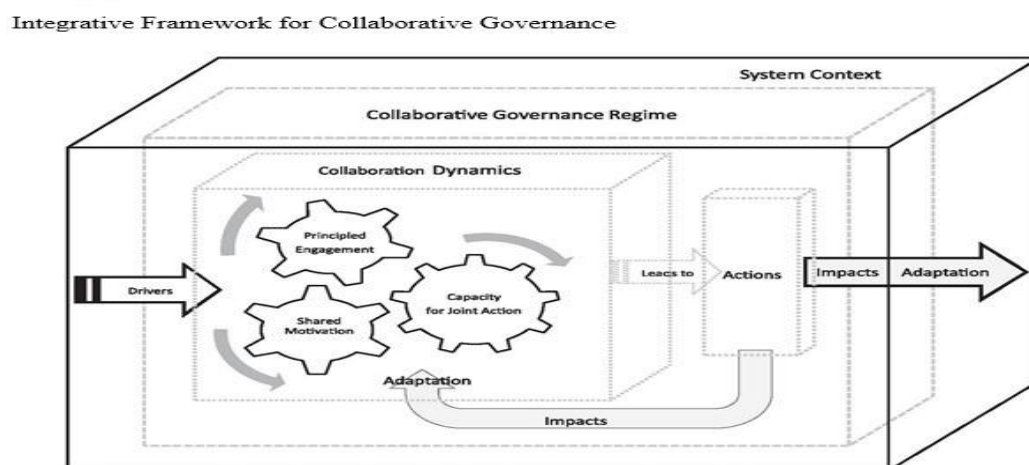 Integrative Framework for Collaborative Governance
System Context
Collaborative Governance Regime
Collaboration Dynamics
Principled
Engagement
Drivers
Shared
Motivation
Capacity
for Joint Action
Leads to
Actions
Impacts
Adaptation
Adaptation
Impacts